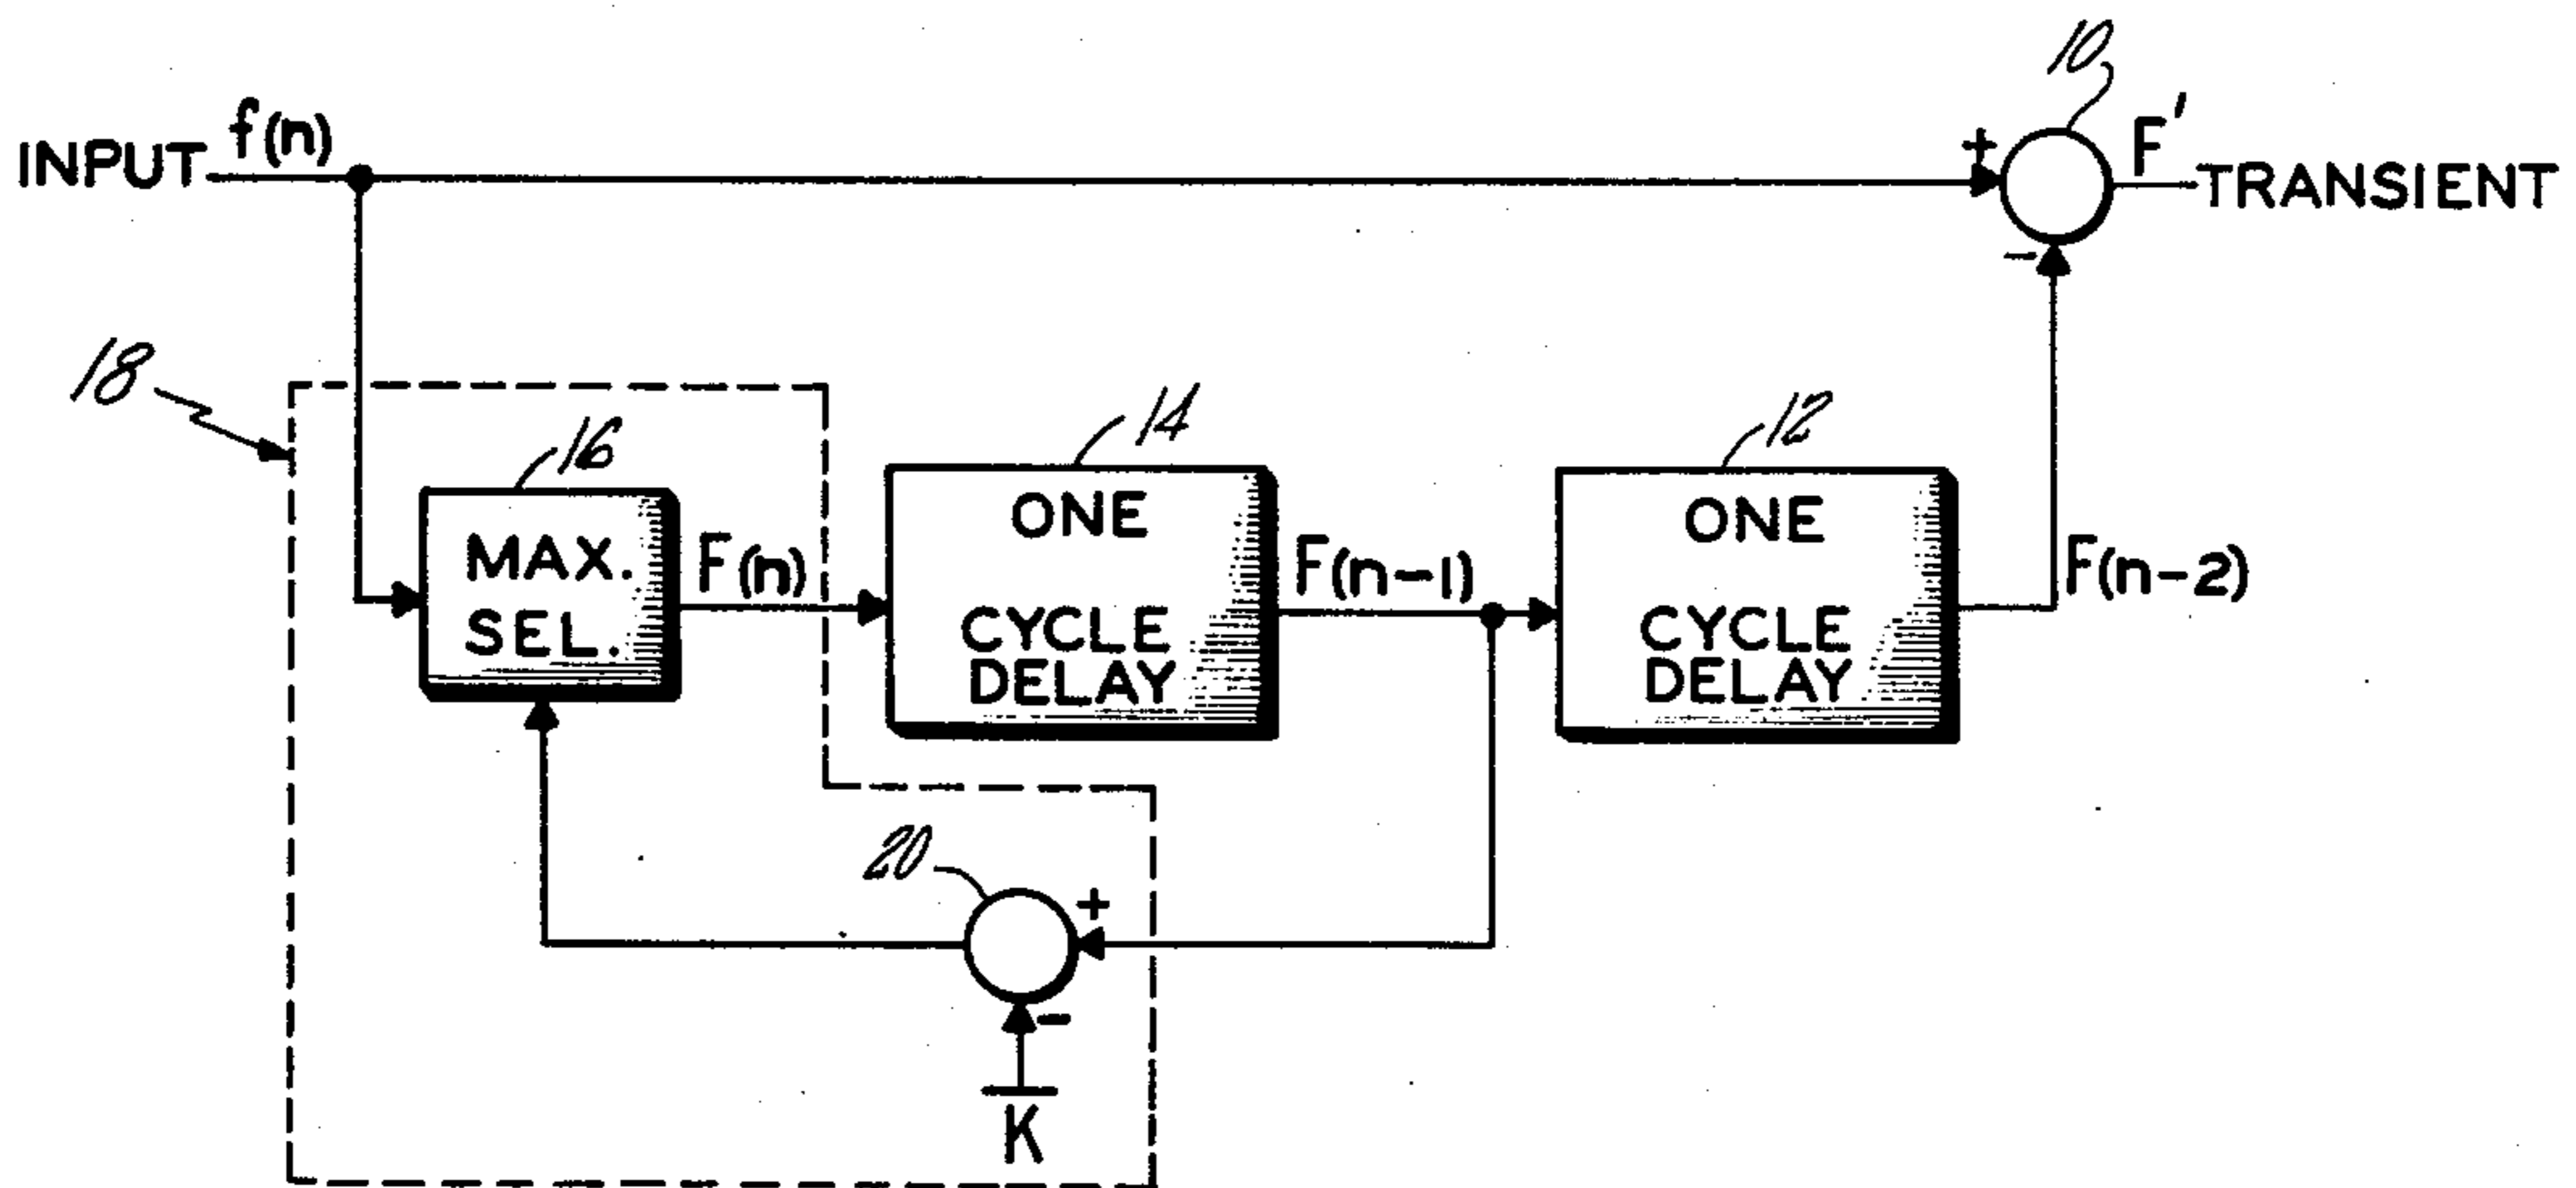 10
INPUT f(n)
+
F'
TRANSIENT
-
18
16
14
12
MAX.
SEL.
F(n)
ONE
CYCLE
DELAY
F(n-1)
ONE
CYCLE
DELAY
F(n-2)
20
+
-
K